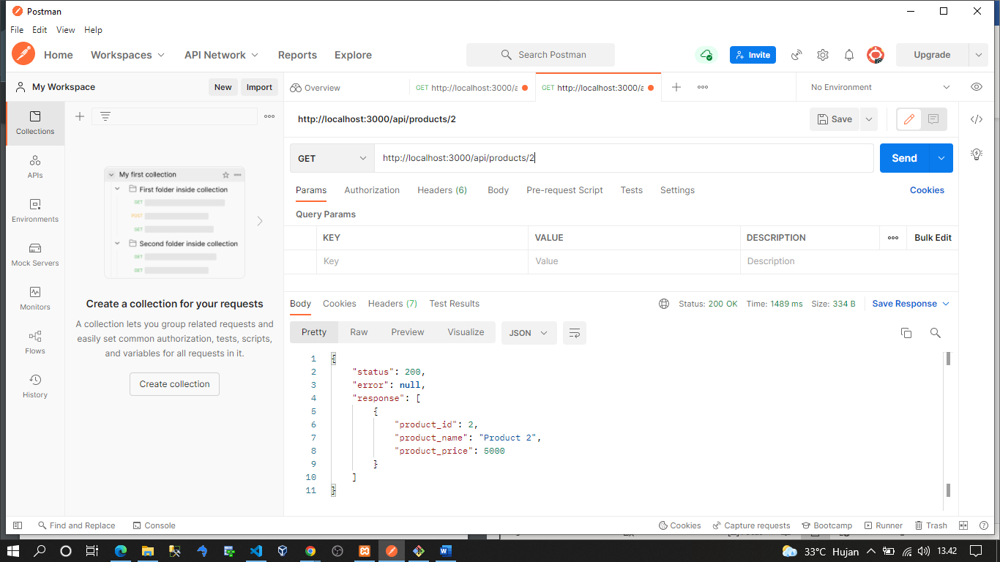 Postman
File Edit View Help
Home Workspaces API Network Reports Explore Search Postman Invite Upgrade
My Workspace New Import Overview GET http://localhost:3000/a GET http://localhost:3000/a No Environment
http://localhost:3000/api/products/2 Save
Collections
APIs
Environments
Mock Servers
Monitors
Flows
History
My first collection
First folder inside collection
GET
POST
GET
Second folder inside collection
GET
GET
Create a collection for your requests
A collection lets you group related requests and
easily set common authorization, tests, scripts,
and variables for all requests in it.
Create collection
GET http://localhost:3000/api/products/2 Send
Params Authorization Headers (6) Body Pre-request Script Tests Settings Cookies
Query Params
KEY VALUE DESCRIPTION Bulk Edit
Key Value Description
Body Cookies Headers (7) Test Results Status: 200 OK Time: 1489 ms Size: 334 B Save Response
Pretty Raw Preview Visualize JSON
1 {
2 "status": 200,
3 "error": null,
4 "response": [
5 {
6 "product_id": 2,
7 "product_name": "Product 2",
8 "product_price": 5000
9 }
10 ]
11 }
Find and Replace Console Cookies Capture requests Bootcamp Runner Trash
33°C Hujan 13.42